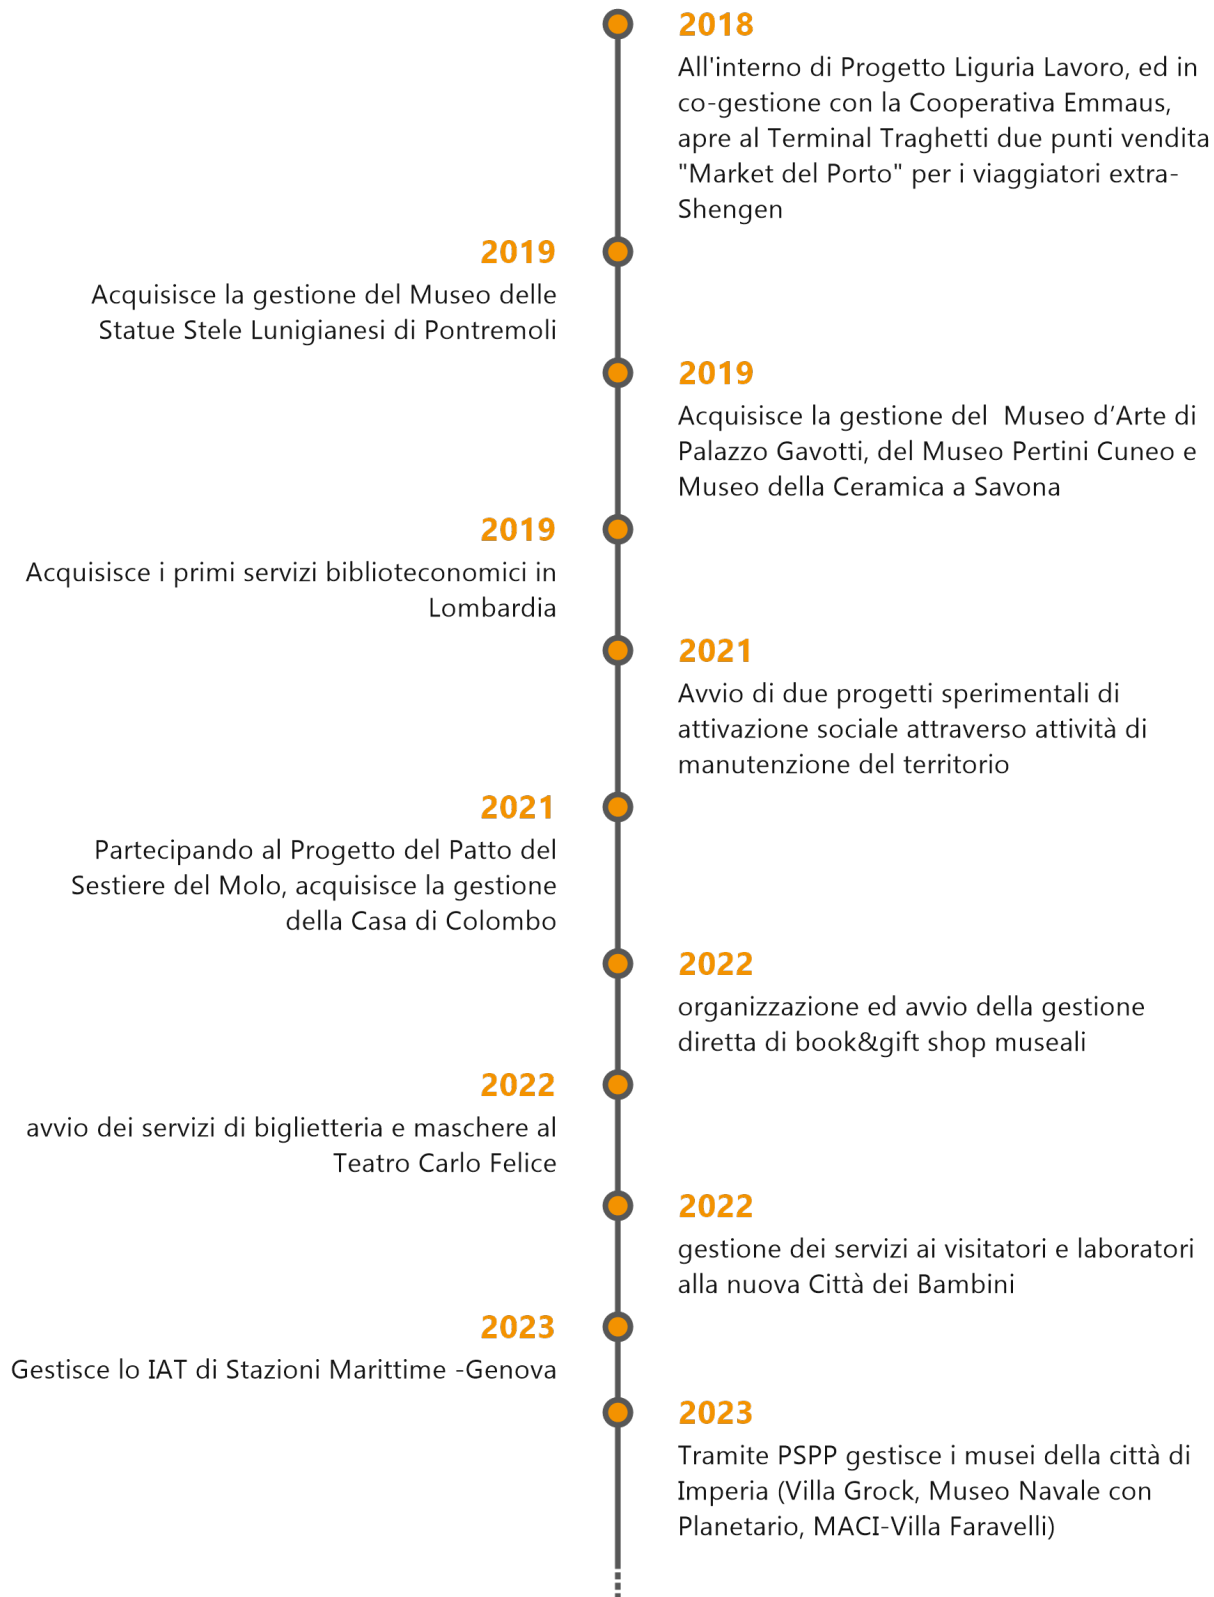 2018
All'interno di Progetto Liguria Lavoro, ed in
co-gestione con la Cooperativa Emmaus,
apre al Terminal Traghetti due punti vendita
"Market del Porto" per i viaggiatori extra-
Shengen
2019
Acquisisce la gestione del Museo delle
Statue Stele Lunigianesi di Pontremoli
2019
Acquisisce la gestione del  Museo d’Arte di
Palazzo Gavotti, del Museo Pertini Cuneo e
Museo della Ceramica a Savona
2019
Acquisisce i primi servizi biblioteconomici in
Lombardia
2021
Avvio di due progetti sperimentali di
attivazione sociale attraverso attività di
manutenzione del territorio
2021
Partecipando al Progetto del Patto del
Sestiere del Molo, acquisisce la gestione
della Casa di Colombo
2022
organizzazione ed avvio della gestione
diretta di book&gift shop museali
2022
avvio dei servizi di biglietteria e maschere al
Teatro Carlo Felice
2022
gestione dei servizi ai visitatori e laboratori
alla nuova Città dei Bambini
2023
Gestisce lo IAT di Stazioni Marittime -Genova
2023
Tramite PSPP gestisce i musei della città di
Imperia (Villa Grock, Museo Navale con
Planetario, MACI-Villa Faravelli)